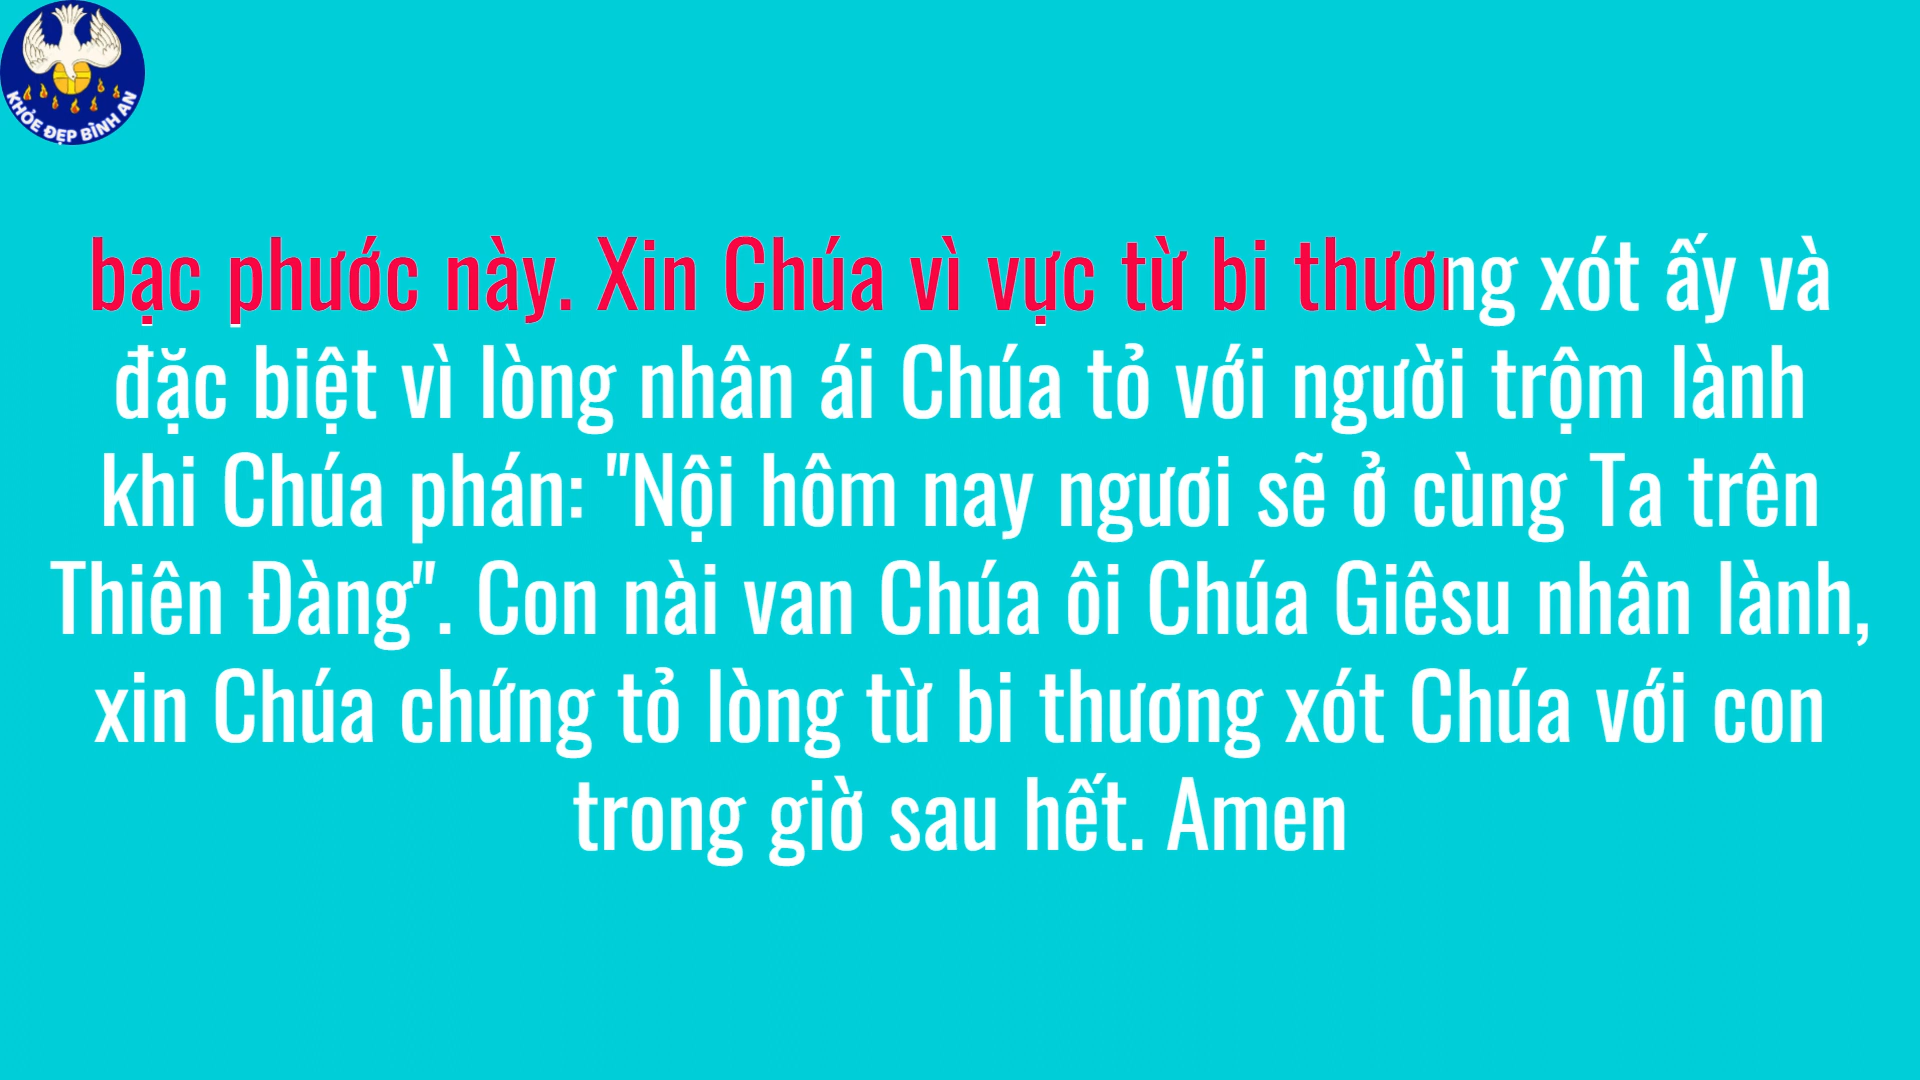 KHỎE ĐẸP BÌNH AN
bạc phước này. Xin Chúa vì vực từ bi thương xót ấy và
đặc biệt vì lòng nhân ái Chúa tỏ với người trộm lành
khi Chúa phán: "Nội hôm nay ngươi sẽ ở cùng Ta trên
Thiên Đàng". Con nài van Chúa ôi Chúa Giêsu nhân lành,
xin Chúa chứng tỏ lòng từ bi thương xót Chúa với con
trong giờ sau hết. Amen